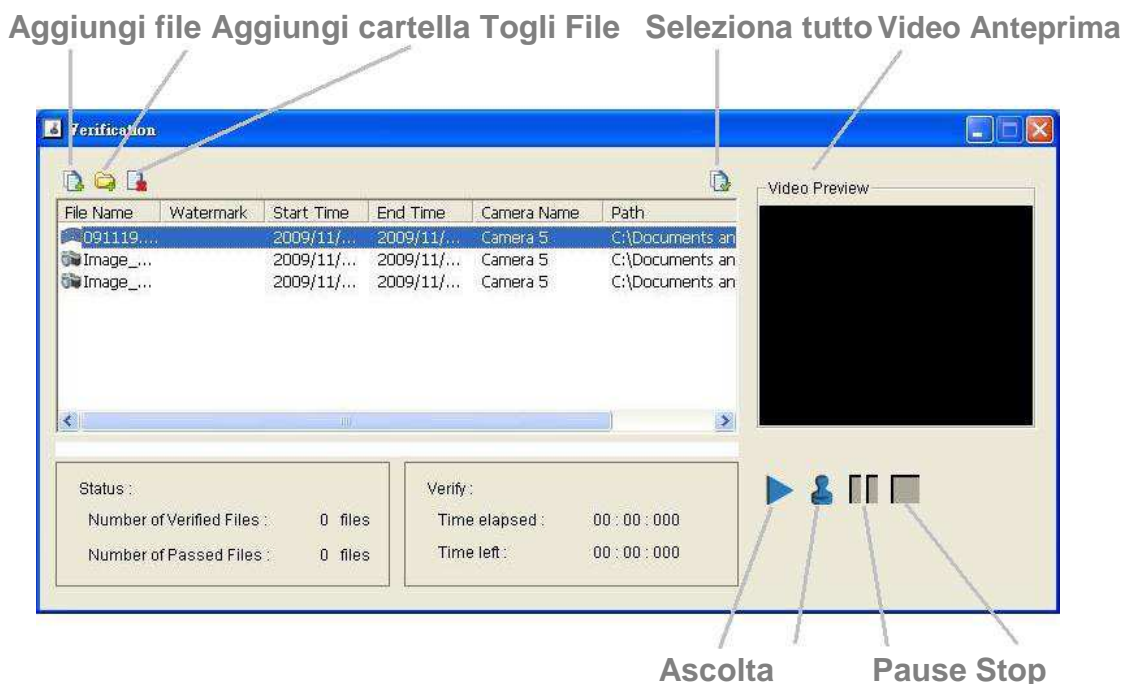 Aggiungi file Aggiungi cartella Togli File Seleziona tutto Video Anteprima
Verification
Video Preview
File Name Watermark Start Time End Time Camera Name Path
091119.... 2009/11/... 2009/11/... Camera 5 C:\Documents an
Image_... 2009/11/... 2009/11/... Camera 5 C:\Documents an
Image_... 2009/11/... 2009/11/... Camera 5 C:\Documents an
Status : Verify :
Number of Verified Files : 0 files Time elapsed : 00 : 00 : 000
Number of Passed Files : 0 files Time left : 00 : 00 : 000
Ascolta Pause Stop